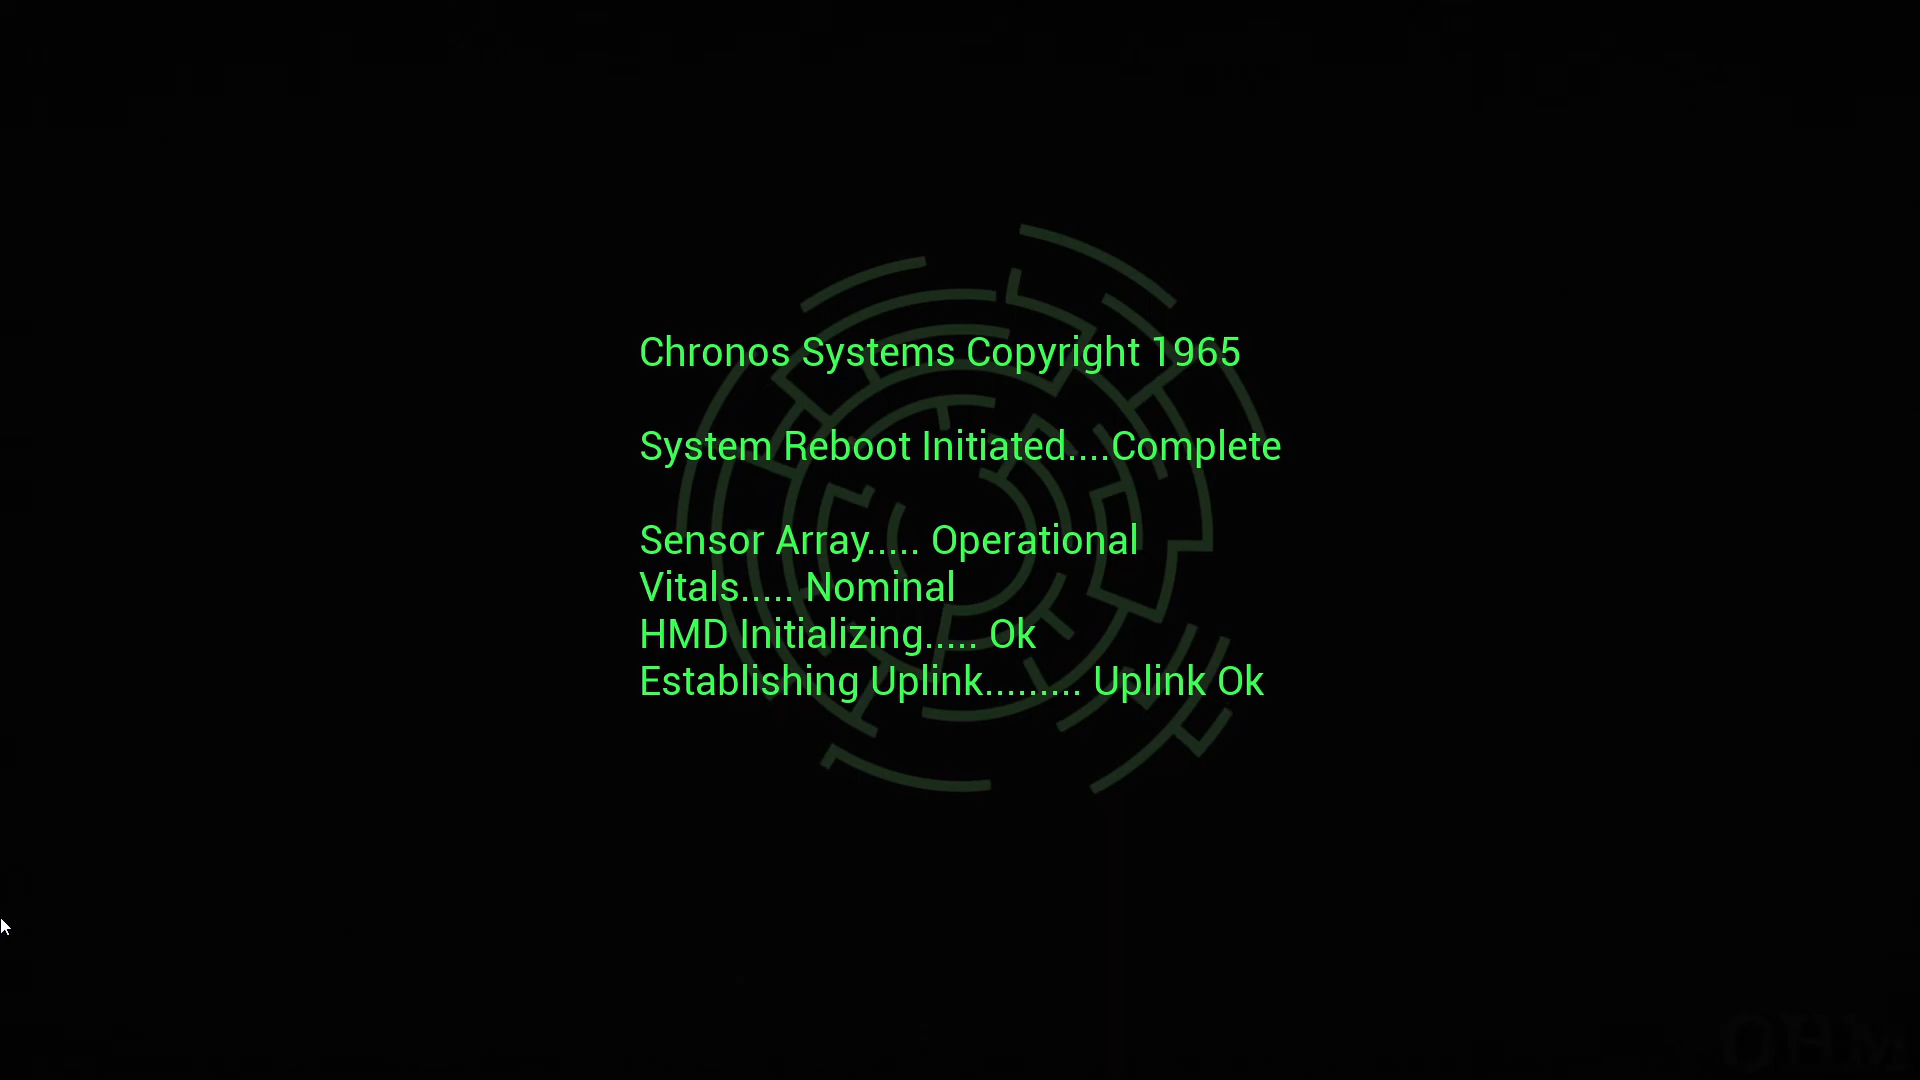 Chronos Systems Copyright 1965
System Reboot Initiated....Complete
Sensor Array..... Operational
Vitals..... Nominal
HMD Initializing..... Ok
Establishing Uplink......... Uplink Ok